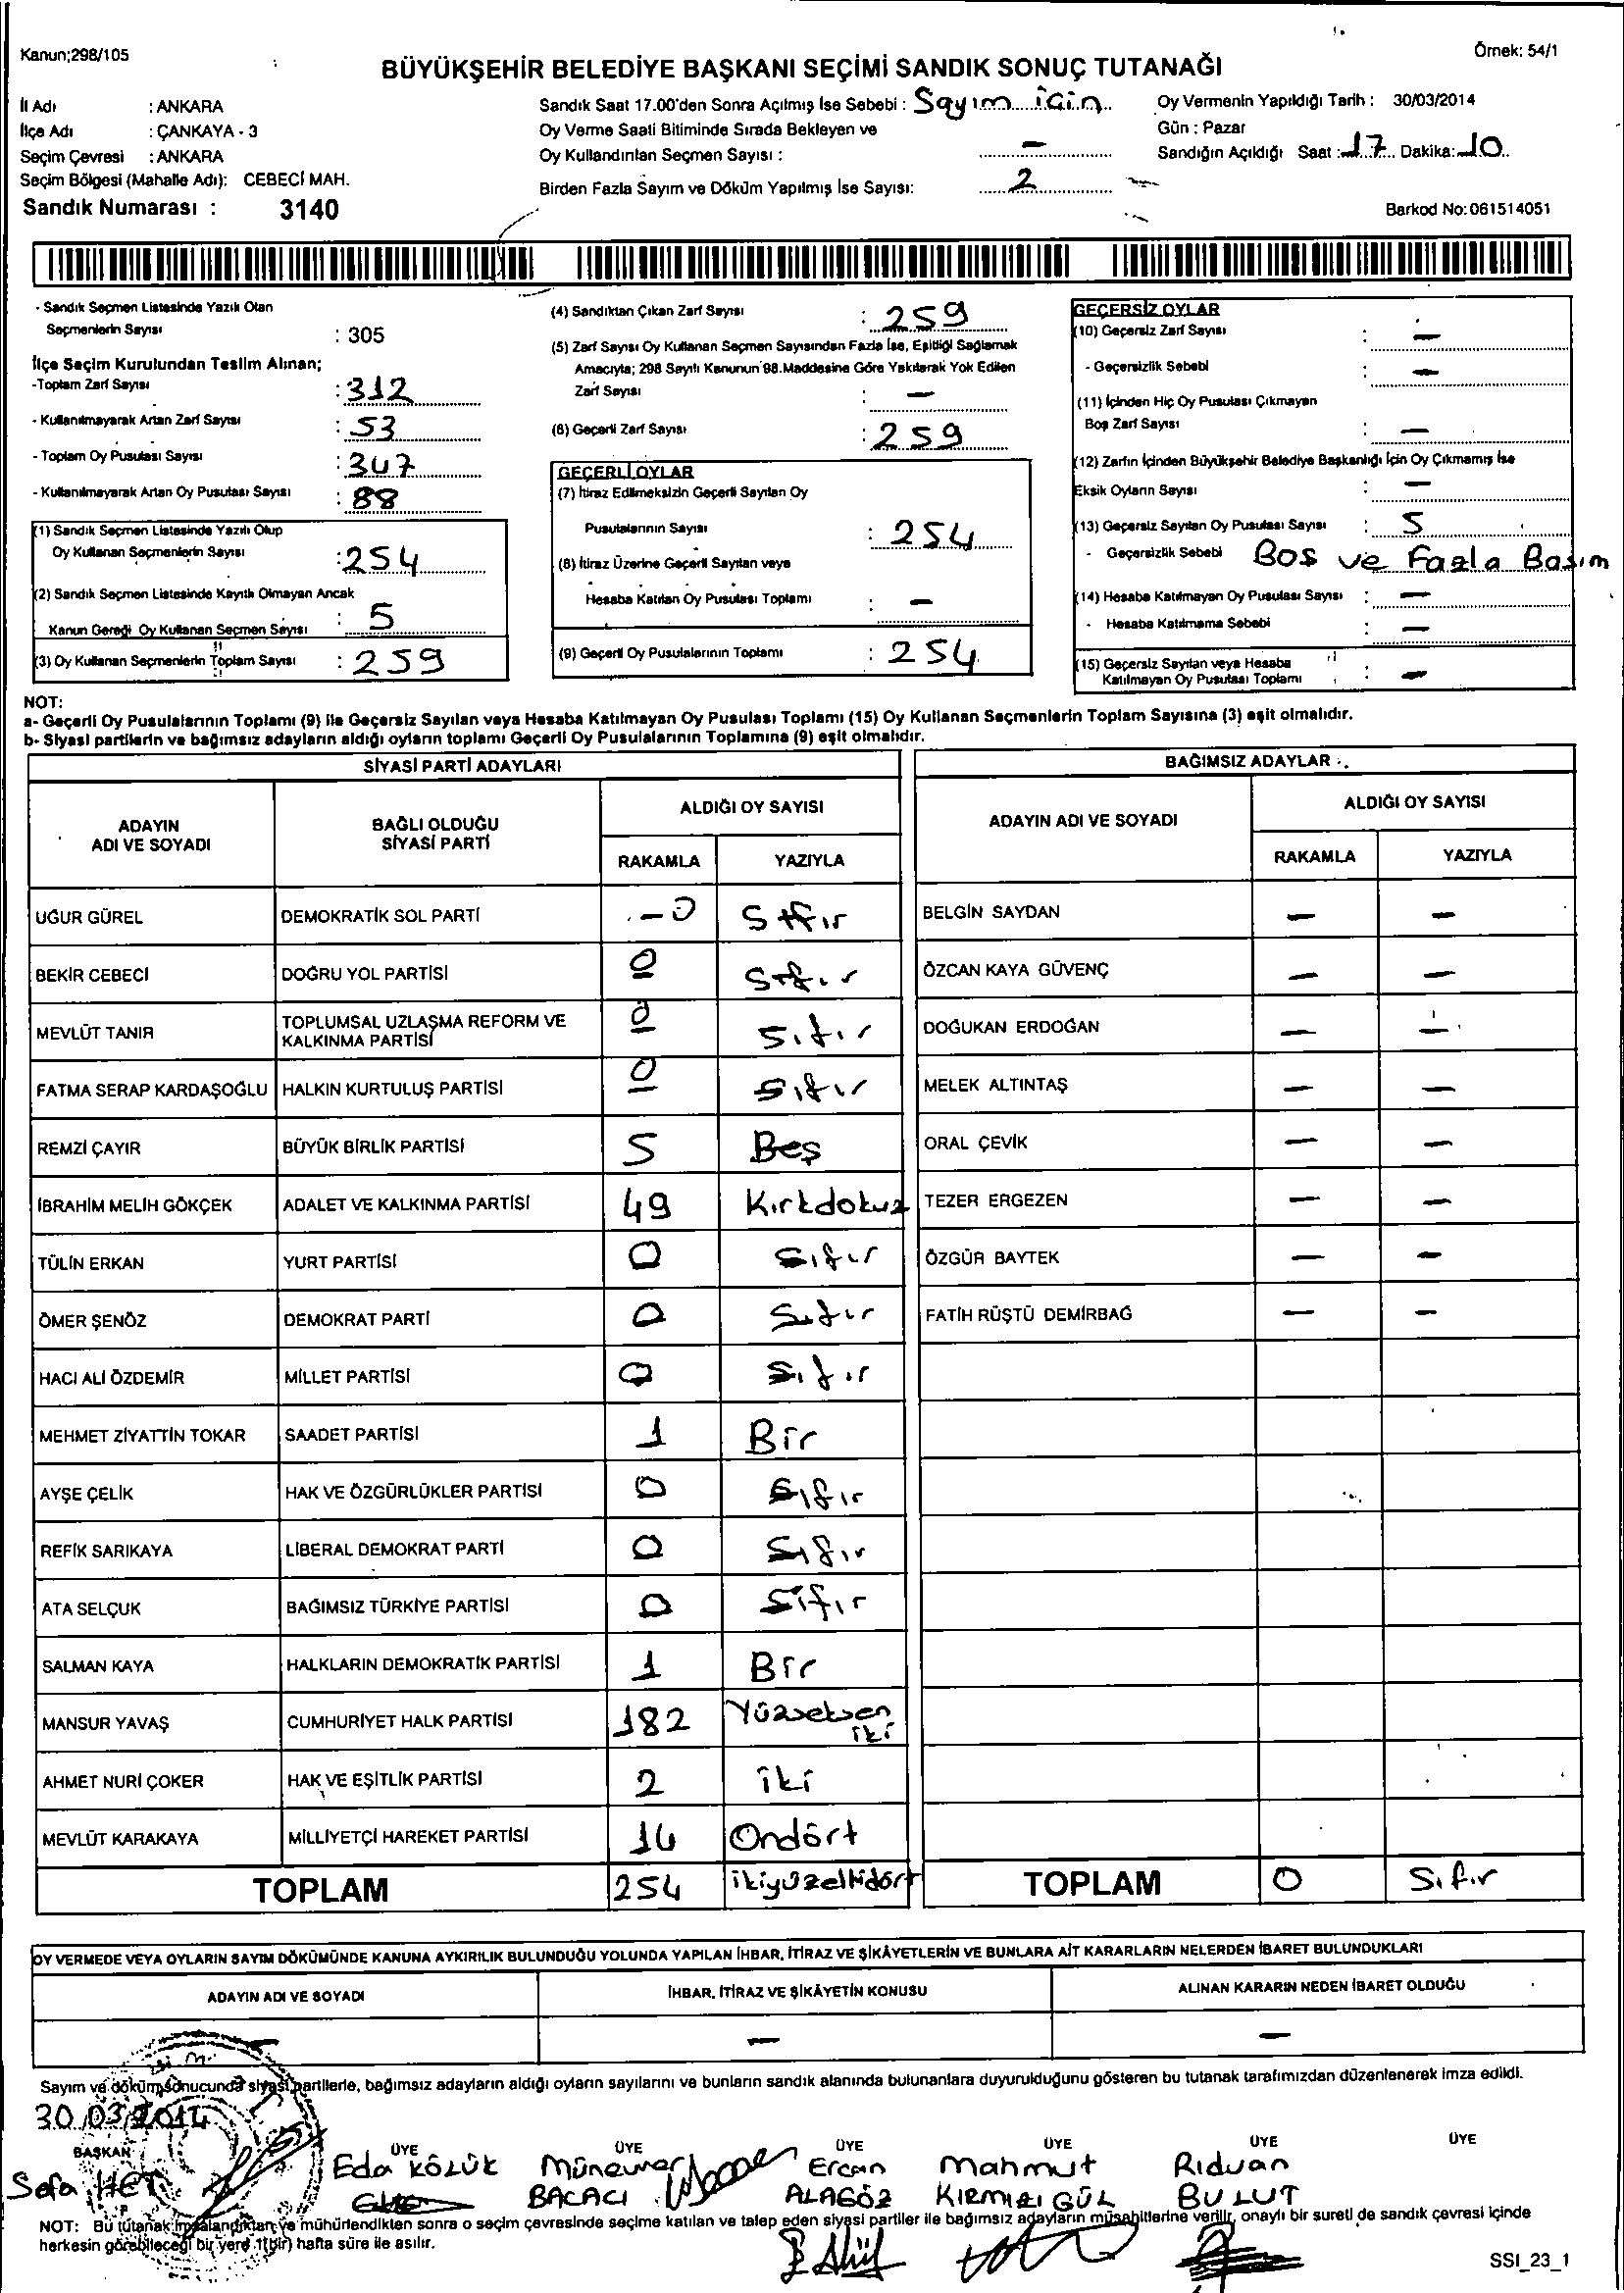 Kanun;298/105
Örnek: 54/1
BÜYÜKŞEHİR BELEDİYE BAŞKANI SEÇİMİ SANDIK SONUÇ TUTANAĞI
İl Adı : ANKARA
İlçe Adı : ÇANKAYA - 3
Seçim Çevresi : ANKARA
Seçim Bölgesi (Mahalle Adı): CEBECİ MAH.
Sandık Numarası : 3140
Sandık Saat 17.00'den Sonra Açılmış İse Sebebi : Sayım için
Oy Verme Saati Bitiminde Sırada Bekleyen ve
Oy Kullandırılan Seçmen Sayısı : –
Birden Fazla Sayım ve Döküm Yapılmış İse Sayısı: 2
Oy Vermenin Yapıldığı Tarih : 30/03/2014
Gün : Pazar
Sandığın Açıldığı Saat : 17 Dakika: 10
Barkod No: 061514051
- Sandık Seçmen Listesinde Yazılı Olan
Seçmenlerin Sayısı : 305
İlçe Seçim Kurulundan Teslim Alınan;
-Toplam Zarf Sayısı : 312
- Kullanılmayarak Artan Zarf Sayısı : 53
- Toplam Oy Pusulası Sayısı : 347
- Kullanılmayarak Artan Oy Pusulası Sayısı : 88
(1) Sandık Seçmen Listesinde Yazılı Olup
Oy Kullanan Seçmenlerin Sayısı : 254
(2) Sandık Seçmen Listesinde Kayıtlı Olmayan Ancak
Kanun Gereği Oy Kullanan Seçmen Sayısı : 5
(3) Oy Kullanan Seçmenlerin Toplam Sayısı : 259
(4) Sandıktan Çıkan Zarf Sayısı : 259
(5) Zarf Sayısı Oy Kullanan Seçmen Sayısından Fazla İse, Eşitliği Sağlamak
Amacıyla; 298 Sayılı Kanunun 98.Maddesine Göre Yakılarak Yok Edilen
Zarf Sayısı : –
(6) Geçerli Zarf Sayısı : 259
GEÇERLİ OYLAR
(7) İtiraz Edilmeksizin Geçerli Sayılan Oy
Pusulalarının Sayısı : 254
(8) İtiraz Üzerine Geçerli Sayılan veya
Hesaba Katılan Oy Pusulası Toplamı : –
(9) Geçerli Oy Pusulalarının Toplamı : 254
GEÇERSİZ OYLAR
(10) Geçersiz Zarf Sayısı : –
- Geçersizlik Sebebi : –
(11) İçinden Hiç Oy Pusulası Çıkmayan
Boş Zarf Sayısı : –
(12) Zarfın İçinden Büyükşehir Belediye Başkanlığı İçin Oy Çıkmamış İse
Eksik Oyların Sayısı : –
(13) Geçersiz Sayılan Oy Pusulası Sayısı : 5
- Geçersizlik Sebebi Boş ve Fazla Basım
(14) Hesaba Katılmayan Oy Pusulası Sayısı : –
- Hesaba Katılmama Sebebi : –
(15) Geçersiz Sayılan veya Hesaba
Katılmayan Oy Pusulası Toplamı : –
NOT:
a- Geçerli Oy Pusulalarının Toplamı (9) ile Geçersiz Sayılan veya Hesaba Katılmayan Oy Pusulası Toplamı (15) Oy Kullanan Seçmenlerin Toplam Sayısına (3) eşit olmalıdır.
b- Siyasi partilerin ve bağımsız adayların aldığı oyların toplamı Geçerli Oy Pusulalarının Toplamına (9) eşit olmalıdır.
SİYASİ PARTİ ADAYLARI
ADAYIN ADI VE SOYADI BAĞLI OLDUĞU SİYASİ PARTİ ALDIĞI OY SAYISI
RAKAMLA YAZIYLA
UĞUR GÜREL DEMOKRATİK SOL PARTİ – 0 Sıfır
BEKİR CEBECİ DOĞRU YOL PARTİSİ 0 Sıfır
MEVLÜT TANIR TOPLUMSAL UZLAŞMA REFORM VE KALKINMA PARTİSİ 0 Sıfır
FATMA SERAP KARDAŞOĞLU HALKIN KURTULUŞ PARTİSİ 0 Sıfır
REMZİ ÇAYIR BÜYÜK BİRLİK PARTİSİ 5 Beş
İBRAHİM MELİH GÖKÇEK ADALET VE KALKINMA PARTİSİ 49 Kırkdokuz
TÜLİN ERKAN YURT PARTİSİ 0 Sıfır
ÖMER ŞENÖZ DEMOKRAT PARTİ 0 Sıfır
HACI ALİ ÖZDEMİR MİLLET PARTİSİ 0 Sıfır
MEHMET ZİYATTİN TOKAR SAADET PARTİSİ 1 Bir
AYŞE ÇELİK HAK VE ÖZGÜRLÜKLER PARTİSİ 0 Sıfır
REFİK SARIKAYA LİBERAL DEMOKRAT PARTİ 0 Sıfır
ATA SELÇUK BAĞIMSIZ TÜRKİYE PARTİSİ 0 Sıfır
SALMAN KAYA HALKLARIN DEMOKRATİK PARTİSİ 1 Bir
MANSUR YAVAŞ CUMHURİYET HALK PARTİSİ 182 Yüzseksen iki
AHMET NURİ ÇOKER HAK VE EŞİTLİK PARTİSİ 2 iki
MEVLÜT KARAKAYA MİLLİYETÇİ HAREKET PARTİSİ 14 Ondört
TOPLAM 254 ikiyüzellidört
BAĞIMSIZ ADAYLAR
ADAYIN ADI VE SOYADI ALDIĞI OY SAYISI
RAKAMLA YAZIYLA
BELGİN SAYDAN – –
ÖZCAN KAYA GÜVENÇ – –
DOĞUKAN ERDOĞAN – –
MELEK ALTINTAŞ – –
ORAL ÇEVİK – –
TEZER ERGEZEN – –
ÖZGÜR BAYTEK – –
FATİH RÜŞTÜ DEMİRBAĞ – –
TOPLAM 0 Sıfır
OY VERMEDE VEYA OYLARIN SAYIM DÖKÜMÜNDE KANUNA AYKIRILIK BULUNDUĞU YOLUNDA YAPILAN İHBAR, İTİRAZ VE ŞİKÂYETLERİN VE BUNLARA AİT KARARLARIN NELERDEN İBARET BULUNDUKLARI
ADAYIN ADI VE SOYADI İHBAR, İTİRAZ VE ŞİKÂYETİN KONUSU ALINAN KARARIN NEDEN İBARET OLDUĞU
– – –
Sayım ve döküm sonucunda siyasi partilerle, bağımsız adayların aldığı oyların sayılarını ve bunların sandık alanında bulunanlara duyurulduğunu gösteren bu tutanak tarafımızdan düzenlenerek imza edildi.
30.03.2014
BAŞKAN ÜYE ÜYE ÜYE ÜYE ÜYE ÜYE
Sefa Eda KÖZÜK Münevver Ercan Mahmut Rıdvan
BACACI ALAGÖZ KIRMIZI GÜL BULUT
NOT: Bu tutanak imzalandıktan ve mühürlendikten sonra o seçim çevresinde seçime katılan ve talep eden siyasi partiler ile bağımsız adayların müşahitlerine verilir, onaylı bir sureti de sandık çevresi içinde
herkesin görebileceği bir yere 1(bir) hafta süre ile asılır.
SSI_23_1